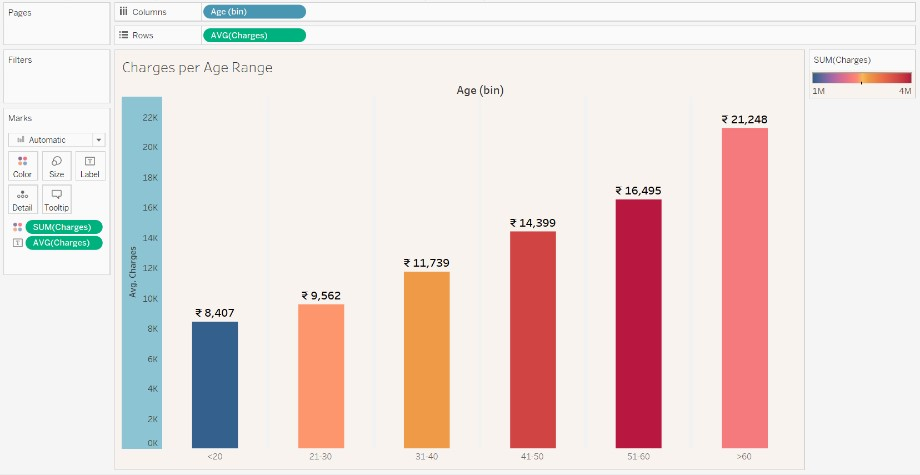 Pages
Columns
Age (bin)
Rows
AVG(Charges)
Filters
Marks
Automatic
Color
Size
Label
Detail
Tooltip
SUM(Charges)
AVG(Charges)
Charges per Age Range
Age (bin)
Avg. Charges
22K
20K
18K
16K
14K
12K
10K
8K
6K
4K
2K
0K
₹ 8,407
₹ 9,562
₹ 11,739
₹ 14,399
₹ 16,495
₹ 21,248
<20
21-30
31-40
41-50
51-60
>60
SUM(Charges)
1M
4M